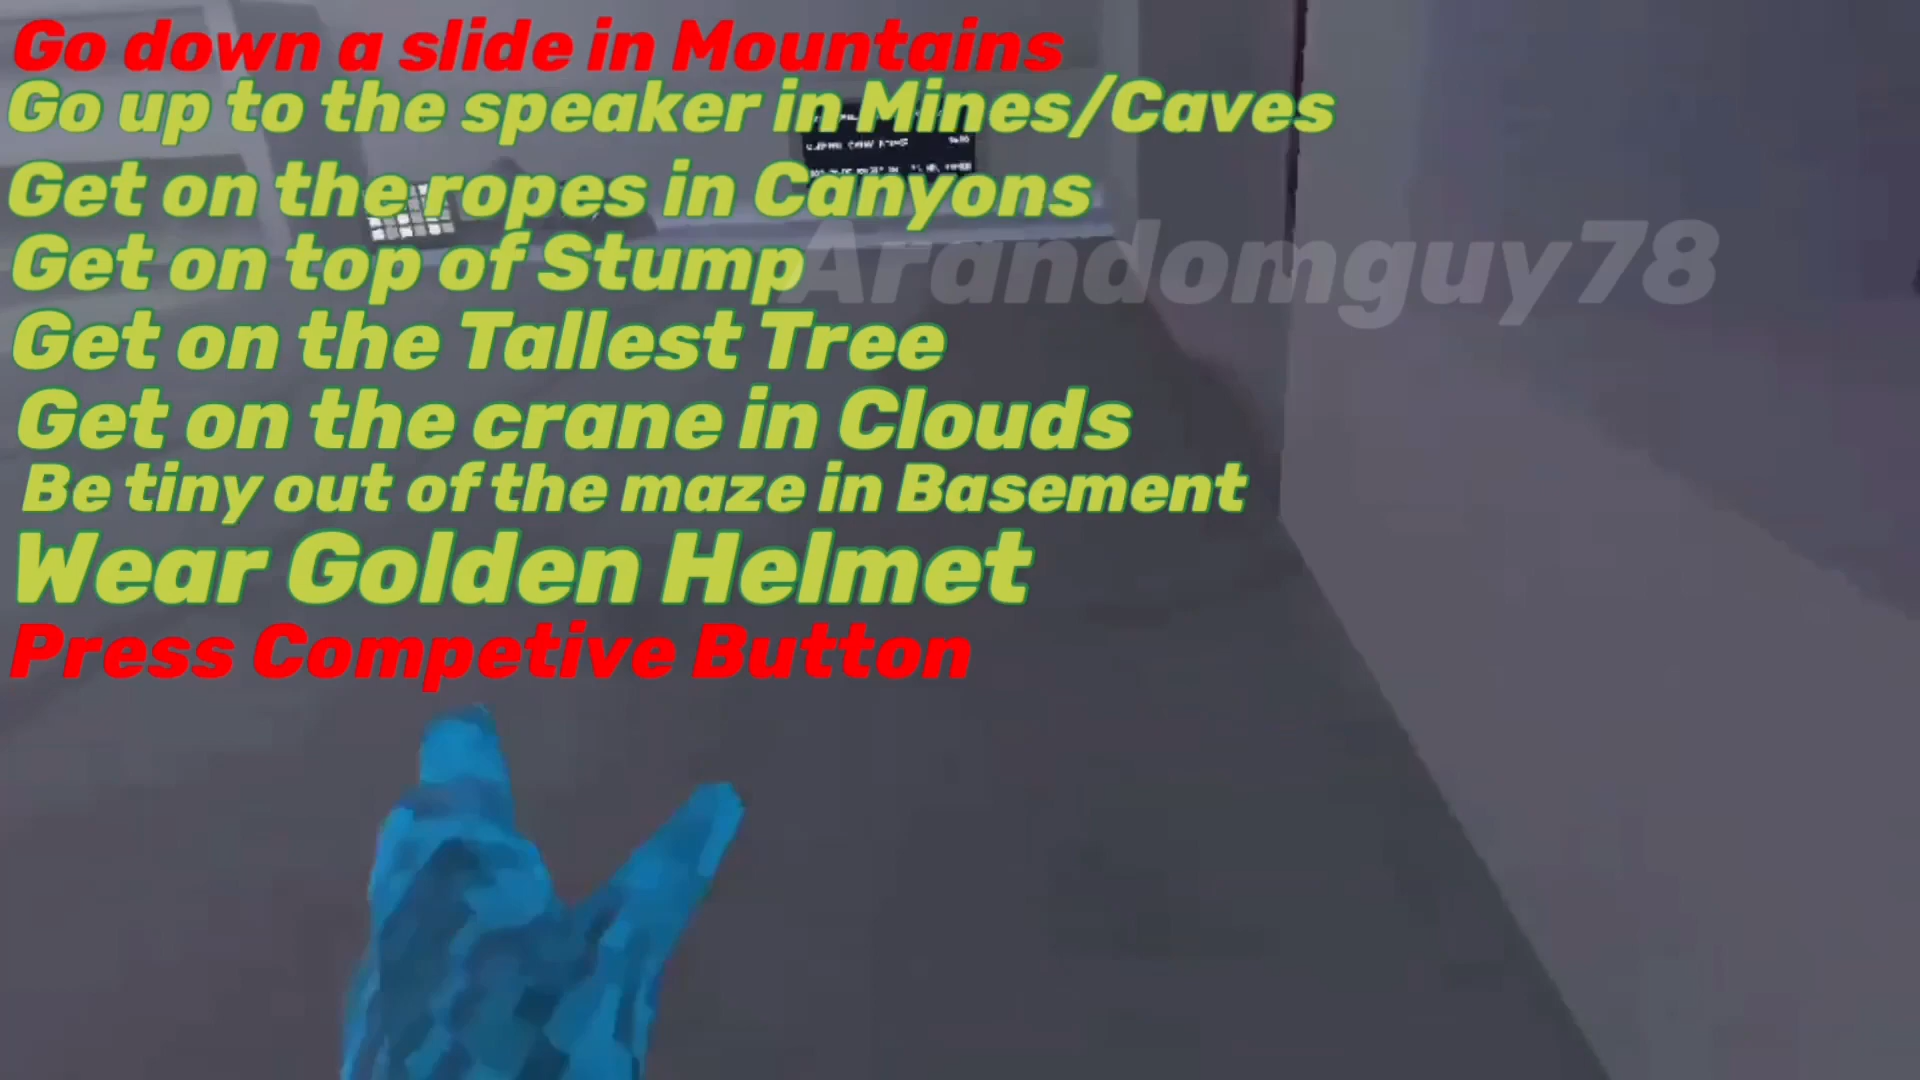 Go down a slide in Mountains
Go up to the speaker in Mines/Caves
Get on the ropes in Canyons
Get on top of Stump
Arandomguy78
Get on the Tallest Tree
Get on the crane in Clouds
Be tiny out of the maze in Basement
Wear Golden Helmet
Press Competive Button